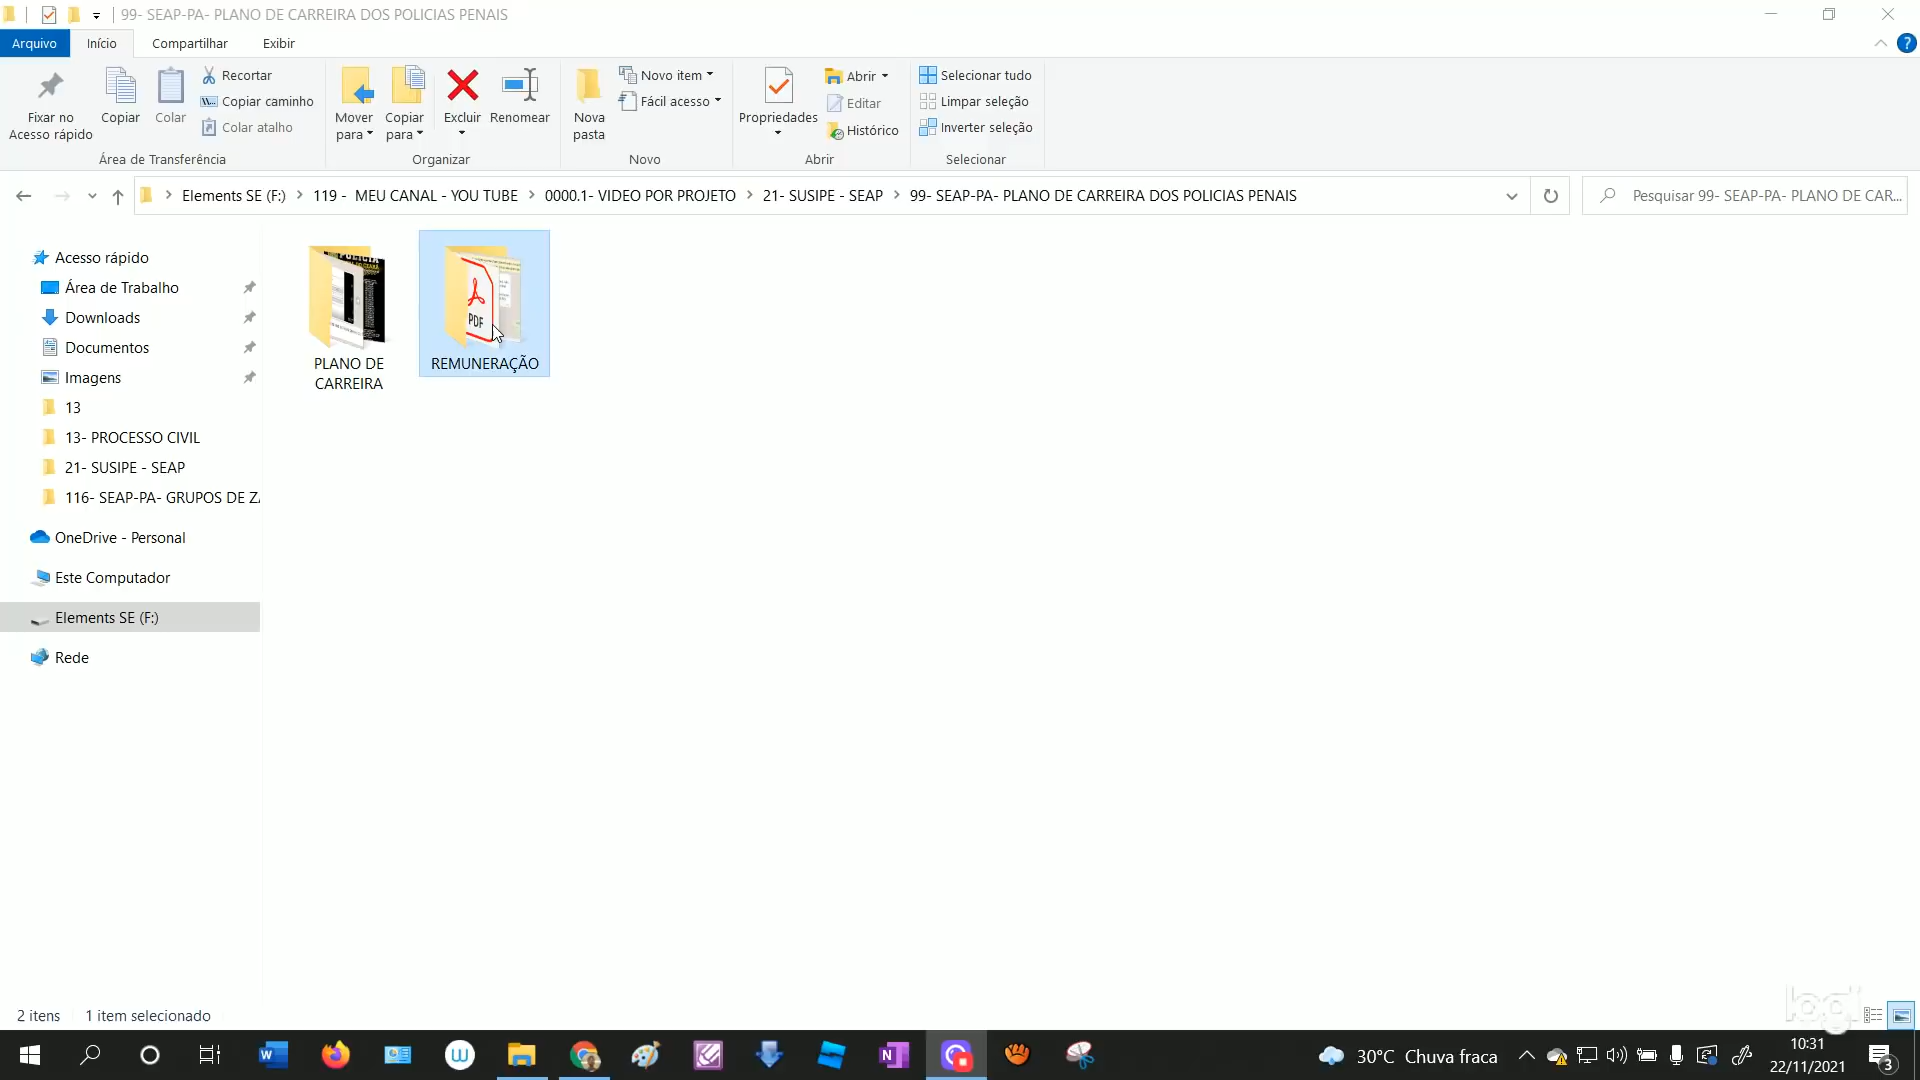 99- SEAP-PA- PLANO DE CARREIRA DOS POLICIAS PENAIS
Arquivo Início Compartilhar Exibir
Fixar no
Acesso rápido
Copiar
Colar
Recortar
Copiar caminho
Colar atalho
Área de Transferência
Mover
para
Copiar
para
Excluir
Renomear
Organizar
Nova
pasta
Novo item
Fácil acesso
Novo
Propriedades
Abrir
Editar
Histórico
Abrir
Selecionar tudo
Limpar seleção
Inverter seleção
Selecionar
Elements SE (F:) 119 - MEU CANAL - YOU TUBE 0000.1- VIDEO POR PROJETO 21- SUSIPE - SEAP 99- SEAP-PA- PLANO DE CARREIRA DOS POLICIAS PENAIS
Pesquisar 99- SEAP-PA- PLANO DE CAR...
Acesso rápido
Área de Trabalho
Downloads
Documentos
Imagens
13
13- PROCESSO CIVIL
21- SUSIPE - SEAP
116- SEAP-PA- GRUPOS DE
OneDrive - Personal
Este Computador
Elements SE (F:)
Rede
PDF
PLANO DE
CARREIRA
REMUNERAÇÃO
2 itens 1 item selecionado
logi
30°C Chuva fraca
10:31
22/11/2021
3